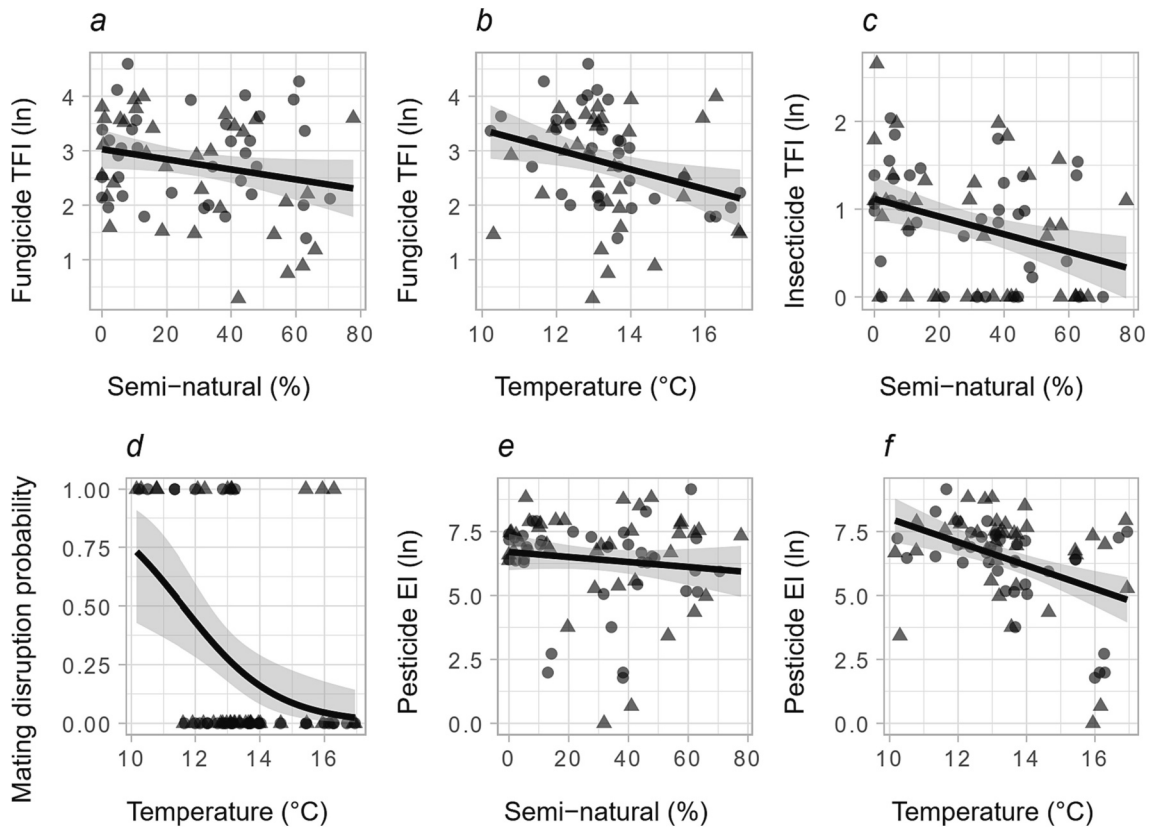 a
b
c
Fungicide TFI (ln)
4
3
2
1
0 20 40 60 80
Semi−natural (%)
Fungicide TFI (ln)
4
3
2
1
10 12 14 16
Temperature (°C)
Insecticide TFI (ln)
2
1
0
0 20 40 60 80
Semi−natural (%)
d
e
f
Mating disruption probability
1.00
0.75
0.50
0.25
0.00
10 12 14 16
Temperature (°C)
Pesticide EI (ln)
7.5
5.0
2.5
0.0
0 20 40 60 80
Semi−natural (%)
Pesticide EI (ln)
7.5
5.0
2.5
0.0
10 12 14 16
Temperature (°C)